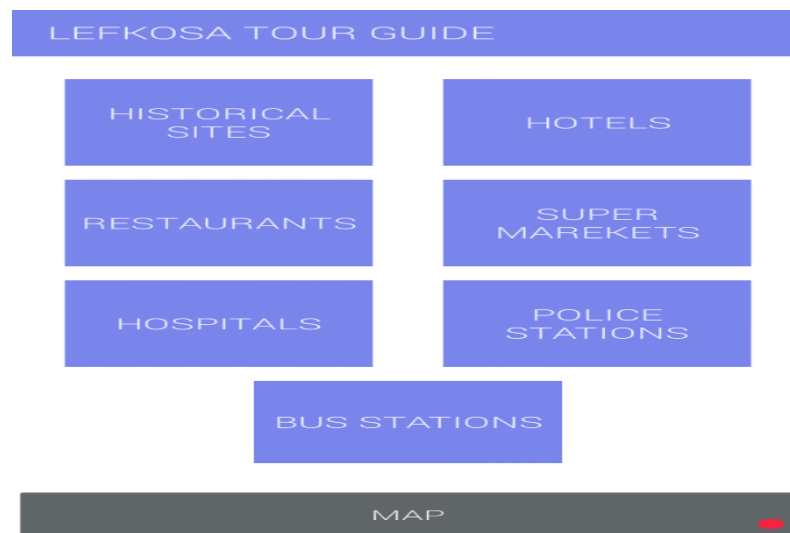 LEFKOSA TOUR GUIDE
HISTORICAL
SITES
HOTELS
RESTAURANTS
SUPER
MAREKETS
HOSPITALS
POLICE
STATIONS
BUS STATIONS
MAP